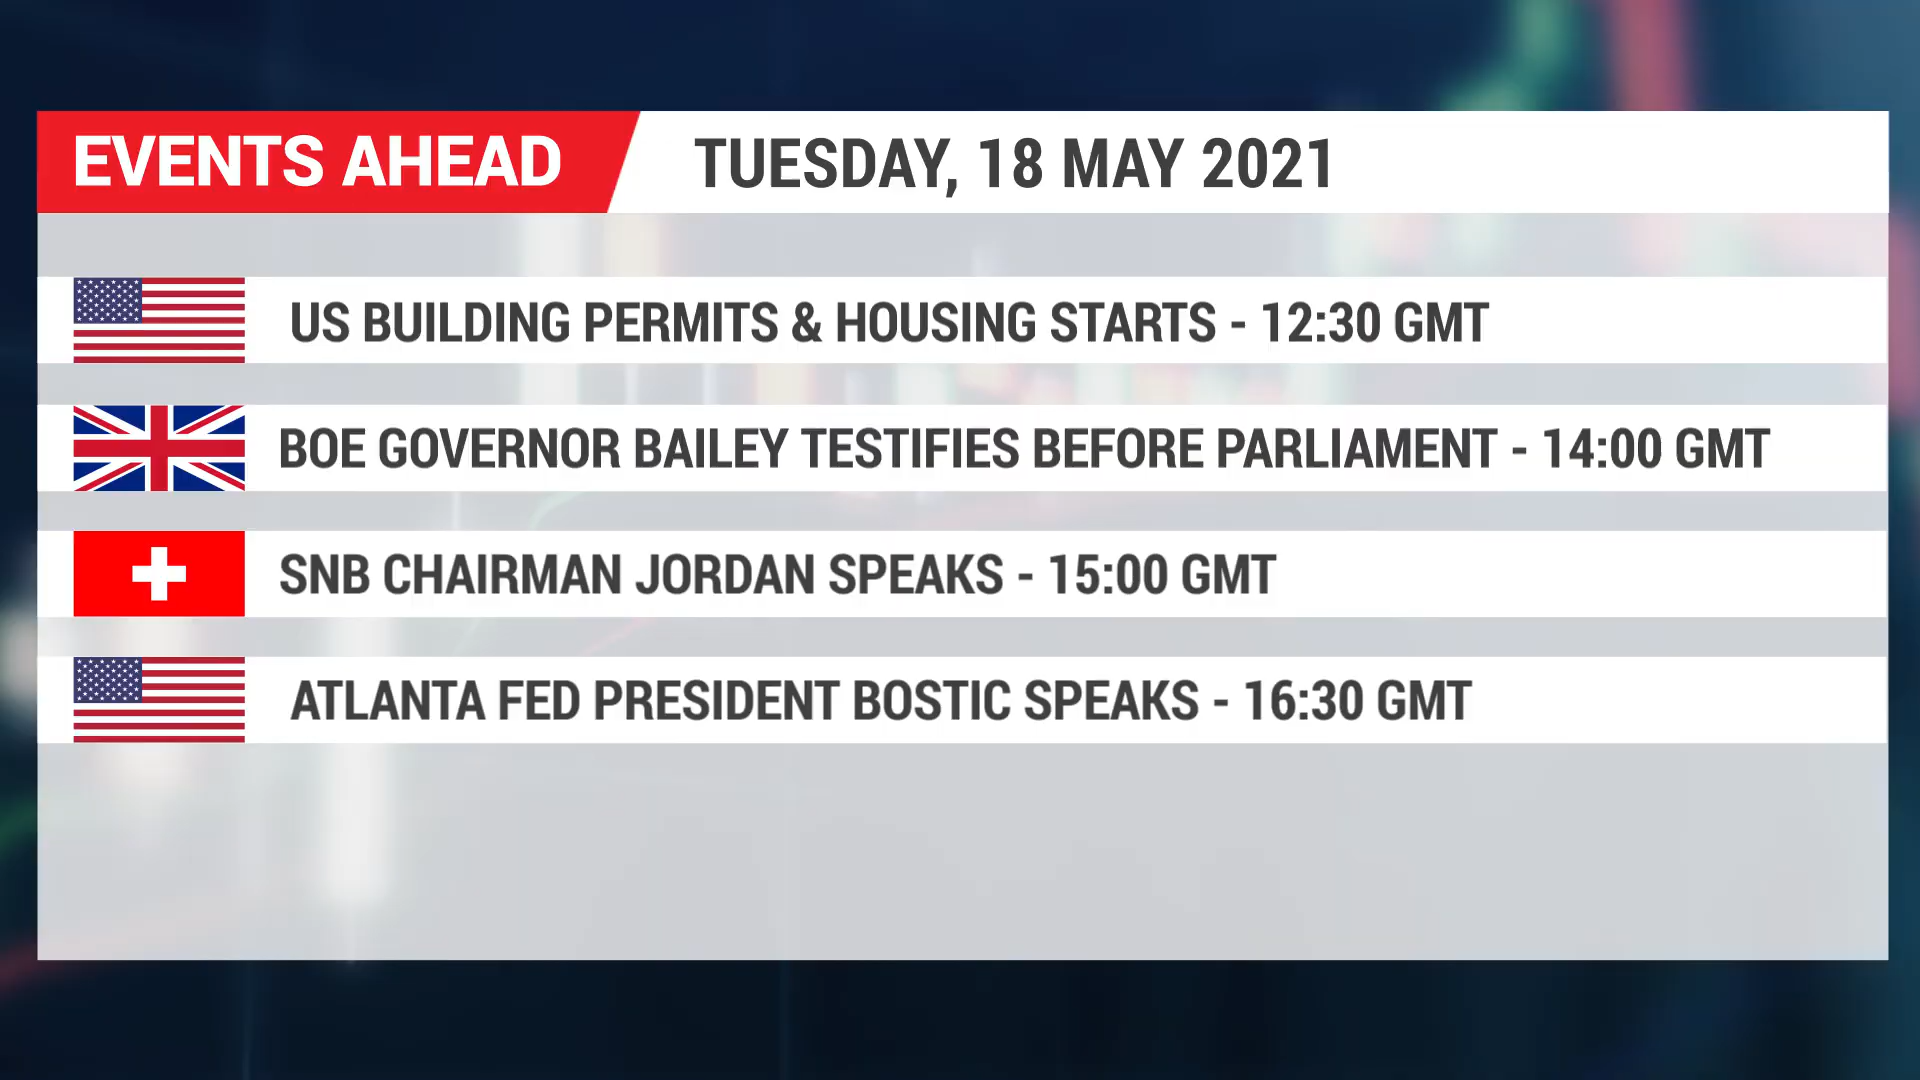 EVENTS AHEAD
TUESDAY, 18 MAY 2021
US BUILDING PERMITS & HOUSING STARTS - 12:30 GMT
BOE GOVERNOR BAILEY TESTIFIES BEFORE PARLIAMENT - 14:00 GMT
SNB CHAIRMAN JORDAN SPEAKS - 15:00 GMT
ATLANTA FED PRESIDENT BOSTIC SPEAKS - 16:30 GMT